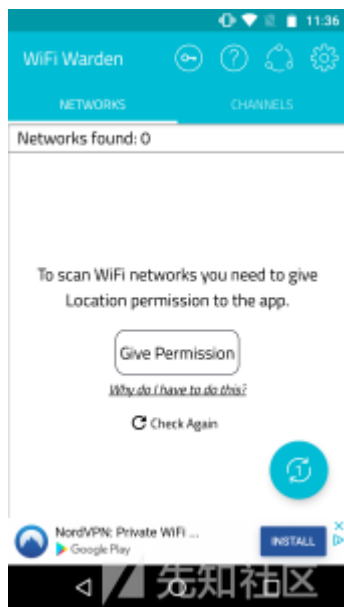 11:36
WiFi Warden
NETWORKS
CHANNELS
Networks found: 0
To scan WiFi networks you need to give
Location permission to the app.
Give Permission
Why do I have to do this?
Check Again
1
NordVPN: Private WiFi ...
Google Play
INSTALL
先知社区